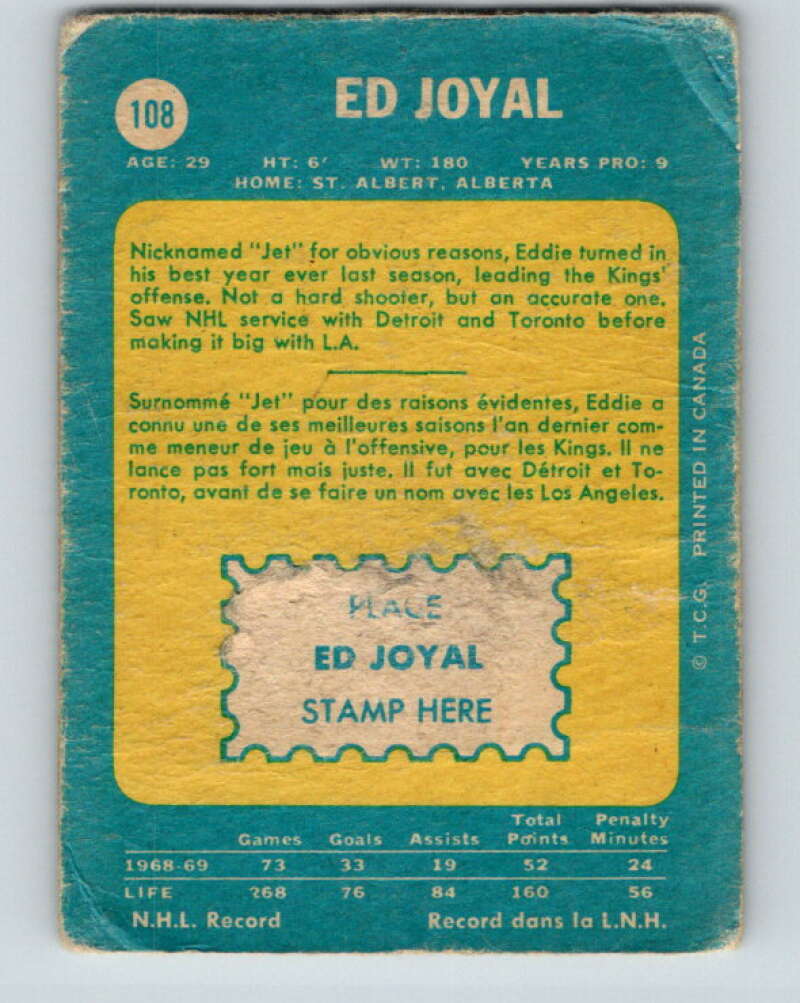 108
ED JOYAL
AGE: 29 HT: 6' WT: 180 YEARS PRO: 9
HOME: ST. ALBERT, ALBERTA
Nicknamed "Jet" for obvious reasons, Eddie turned in
his best year ever last season, leading the Kings'
offense. Not a hard shooter, but an accurate one.
Saw NHL service with Detroit and Toronto before
making it big with L.A.
Surnommé "Jet" pour des raisons évidentes, Eddie a
connu une de ses meilleures saisons l'an dernier com-
me meneur de jeu à l'offensive, pour les Kings. Il ne
lance pas fort mais juste. Il fut avec Détroit et To-
ronto, avant de se faire un nom avec les Los Angeles.
PLACE
ED JOYAL
STAMP HERE
© T.C.G. PRINTED IN CANADA
Total Penalty
Games Goals Assists Points Minutes
1968-69 73 33 19 52 24
LIFE 268 76 84 160 56
N.H.L. Record Record dans la L.N.H.